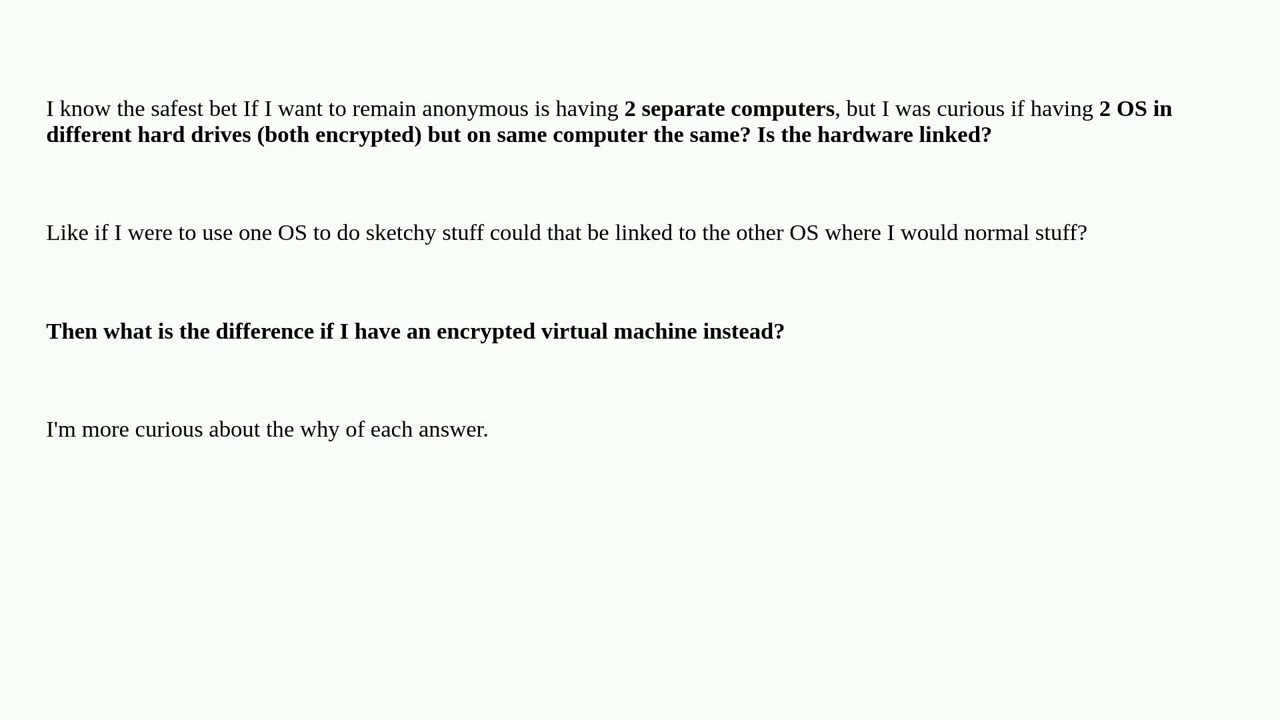 I know the safest bet If I want to remain anonymous is having 2 separate computers, but I was curious if having 2 OS in
different hard drives (both encrypted) but on same computer the same? Is the hardware linked?
Like if I were to use one OS to do sketchy stuff could that be linked to the other OS where I would normal stuff?
Then what is the difference if I have an encrypted virtual machine instead?
I'm more curious about the why of each answer.